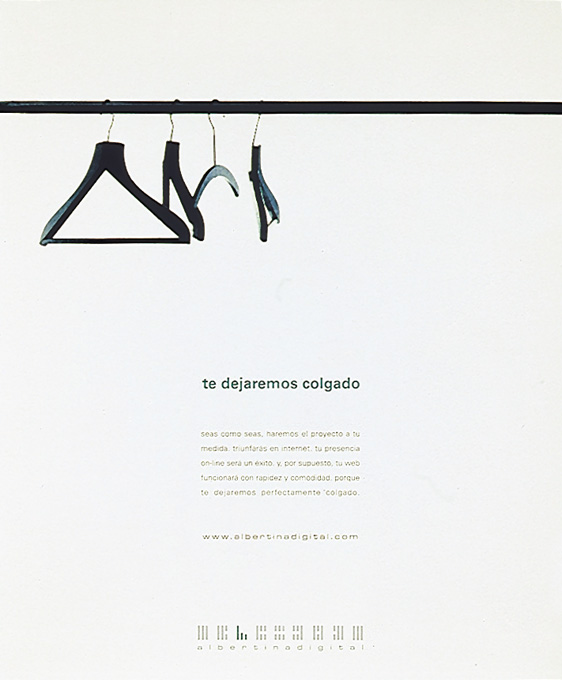 te dejaremos colgado
seas como seas, haremos el proyecto a tu
medida. triunfarás en internet. tu presencia
on-line será un éxito. y, por supuesto, tu web
funcionará con rapidez y comodidad, porque
te dejaremos perfectamente colgado.
www.albertinadigital.com
albertinadigital